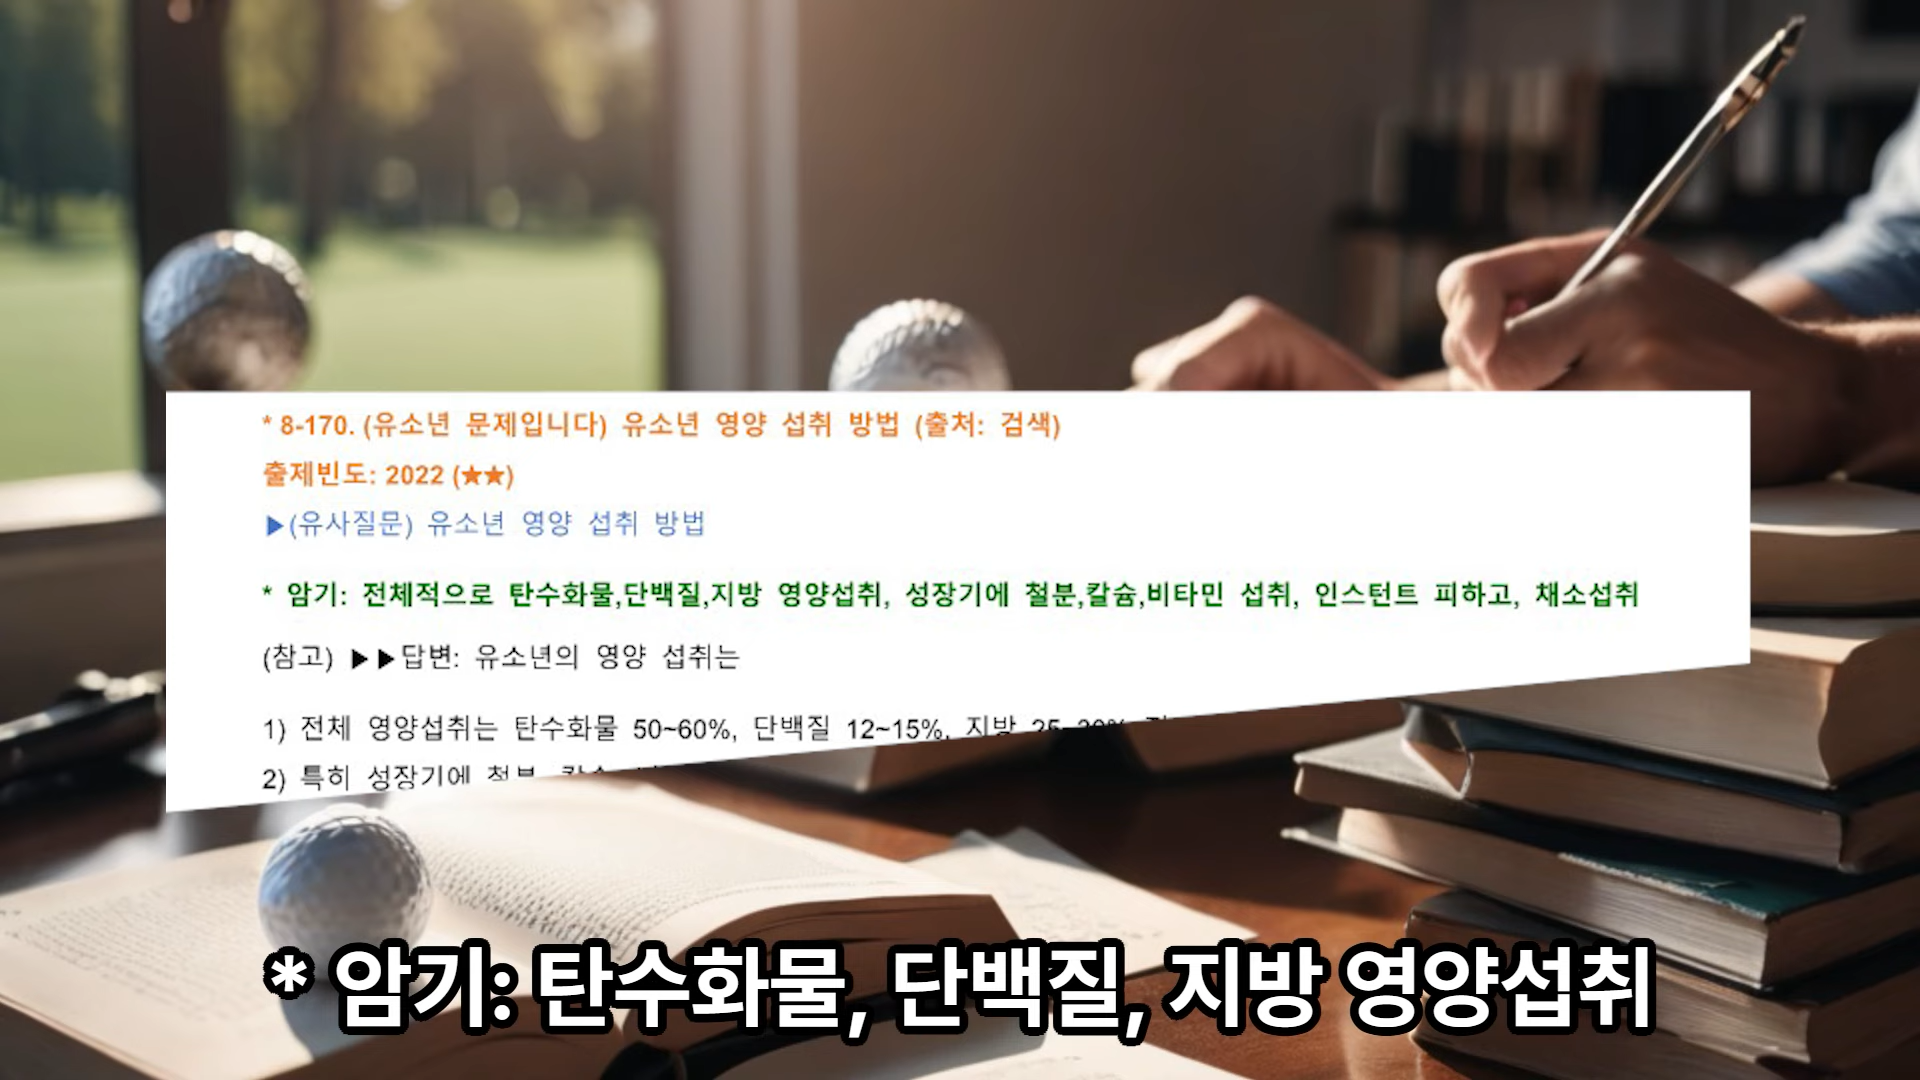 * 8-170. (유소년 문제입니다) 유소년 영양 섭취 방법 (출처: 검색)
출제빈도: 2022 (★★)
▶(유사질문) 유소년 영양 섭취 방법
* 암기: 전체적으로 탄수화물,단백질,지방 영양섭취, 성장기에 철분,칼슘,비타민 섭취, 인스턴트 피하고, 채소섭취
(참고) ▶▶답변: 유소년의 영양 섭취는
1) 전체 영양섭취는 탄수화물 50~60%, 단백질 12~15%, 지방
2) 특히 성장기에
* 암기: 탄수화물, 단백질, 지방 영양섭취